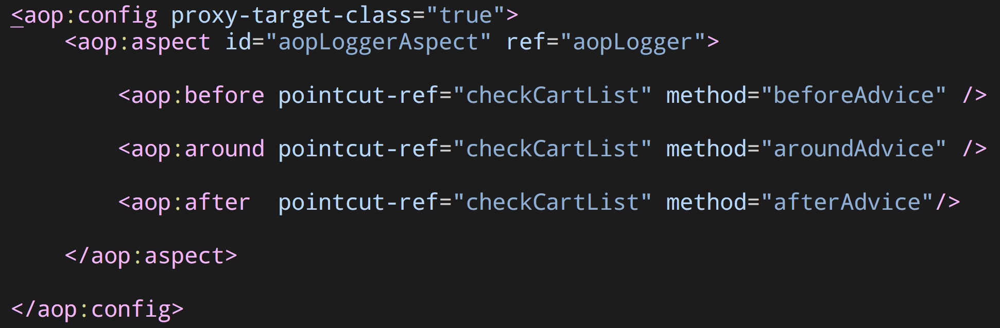 <aop:config proxy-target-class="true">
<aop:aspect id="aopLoggerAspect" ref="aopLogger">
<aop:before pointcut-ref="checkCartList" method="beforeAdvice" />
<aop:around pointcut-ref="checkCartList" method="aroundAdvice" />
<aop:after  pointcut-ref="checkCartList" method="afterAdvice"/>
</aop:aspect>
</aop:config>